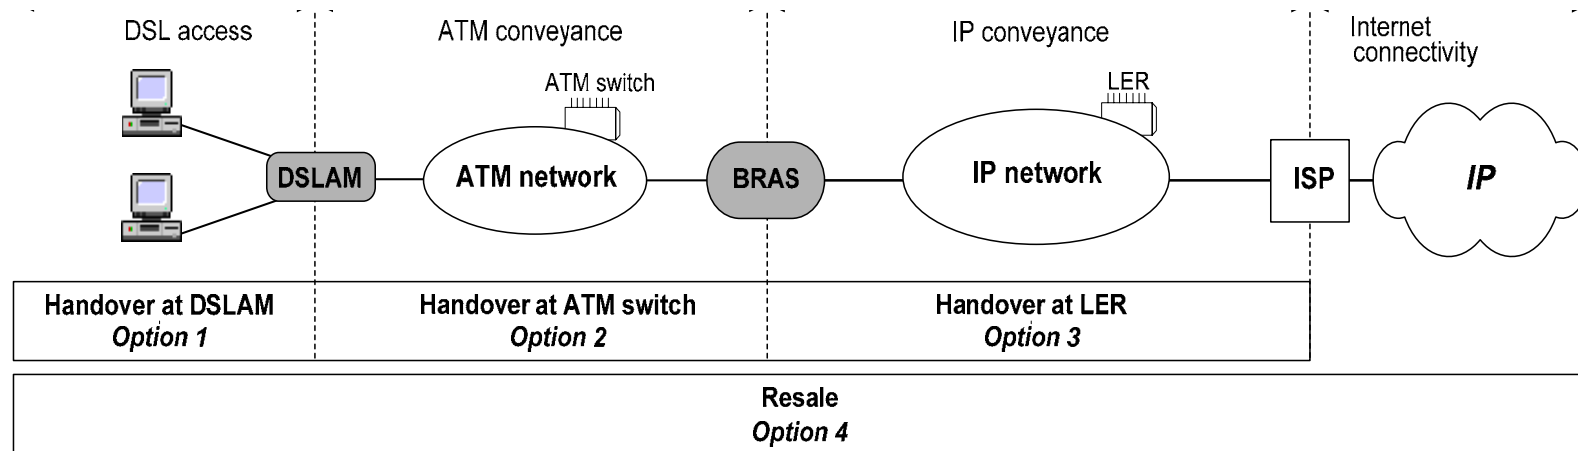 DSL access
ATM conveyance
IP conveyance
Internet
connectivity
ATM switch
LER
DSLAM
ATM network
BRAS
IP network
ISP
IP
Handover at DSLAM
Option 1
Handover at ATM switch
Option 2
Handover at LER
Option 3
Resale
Option 4